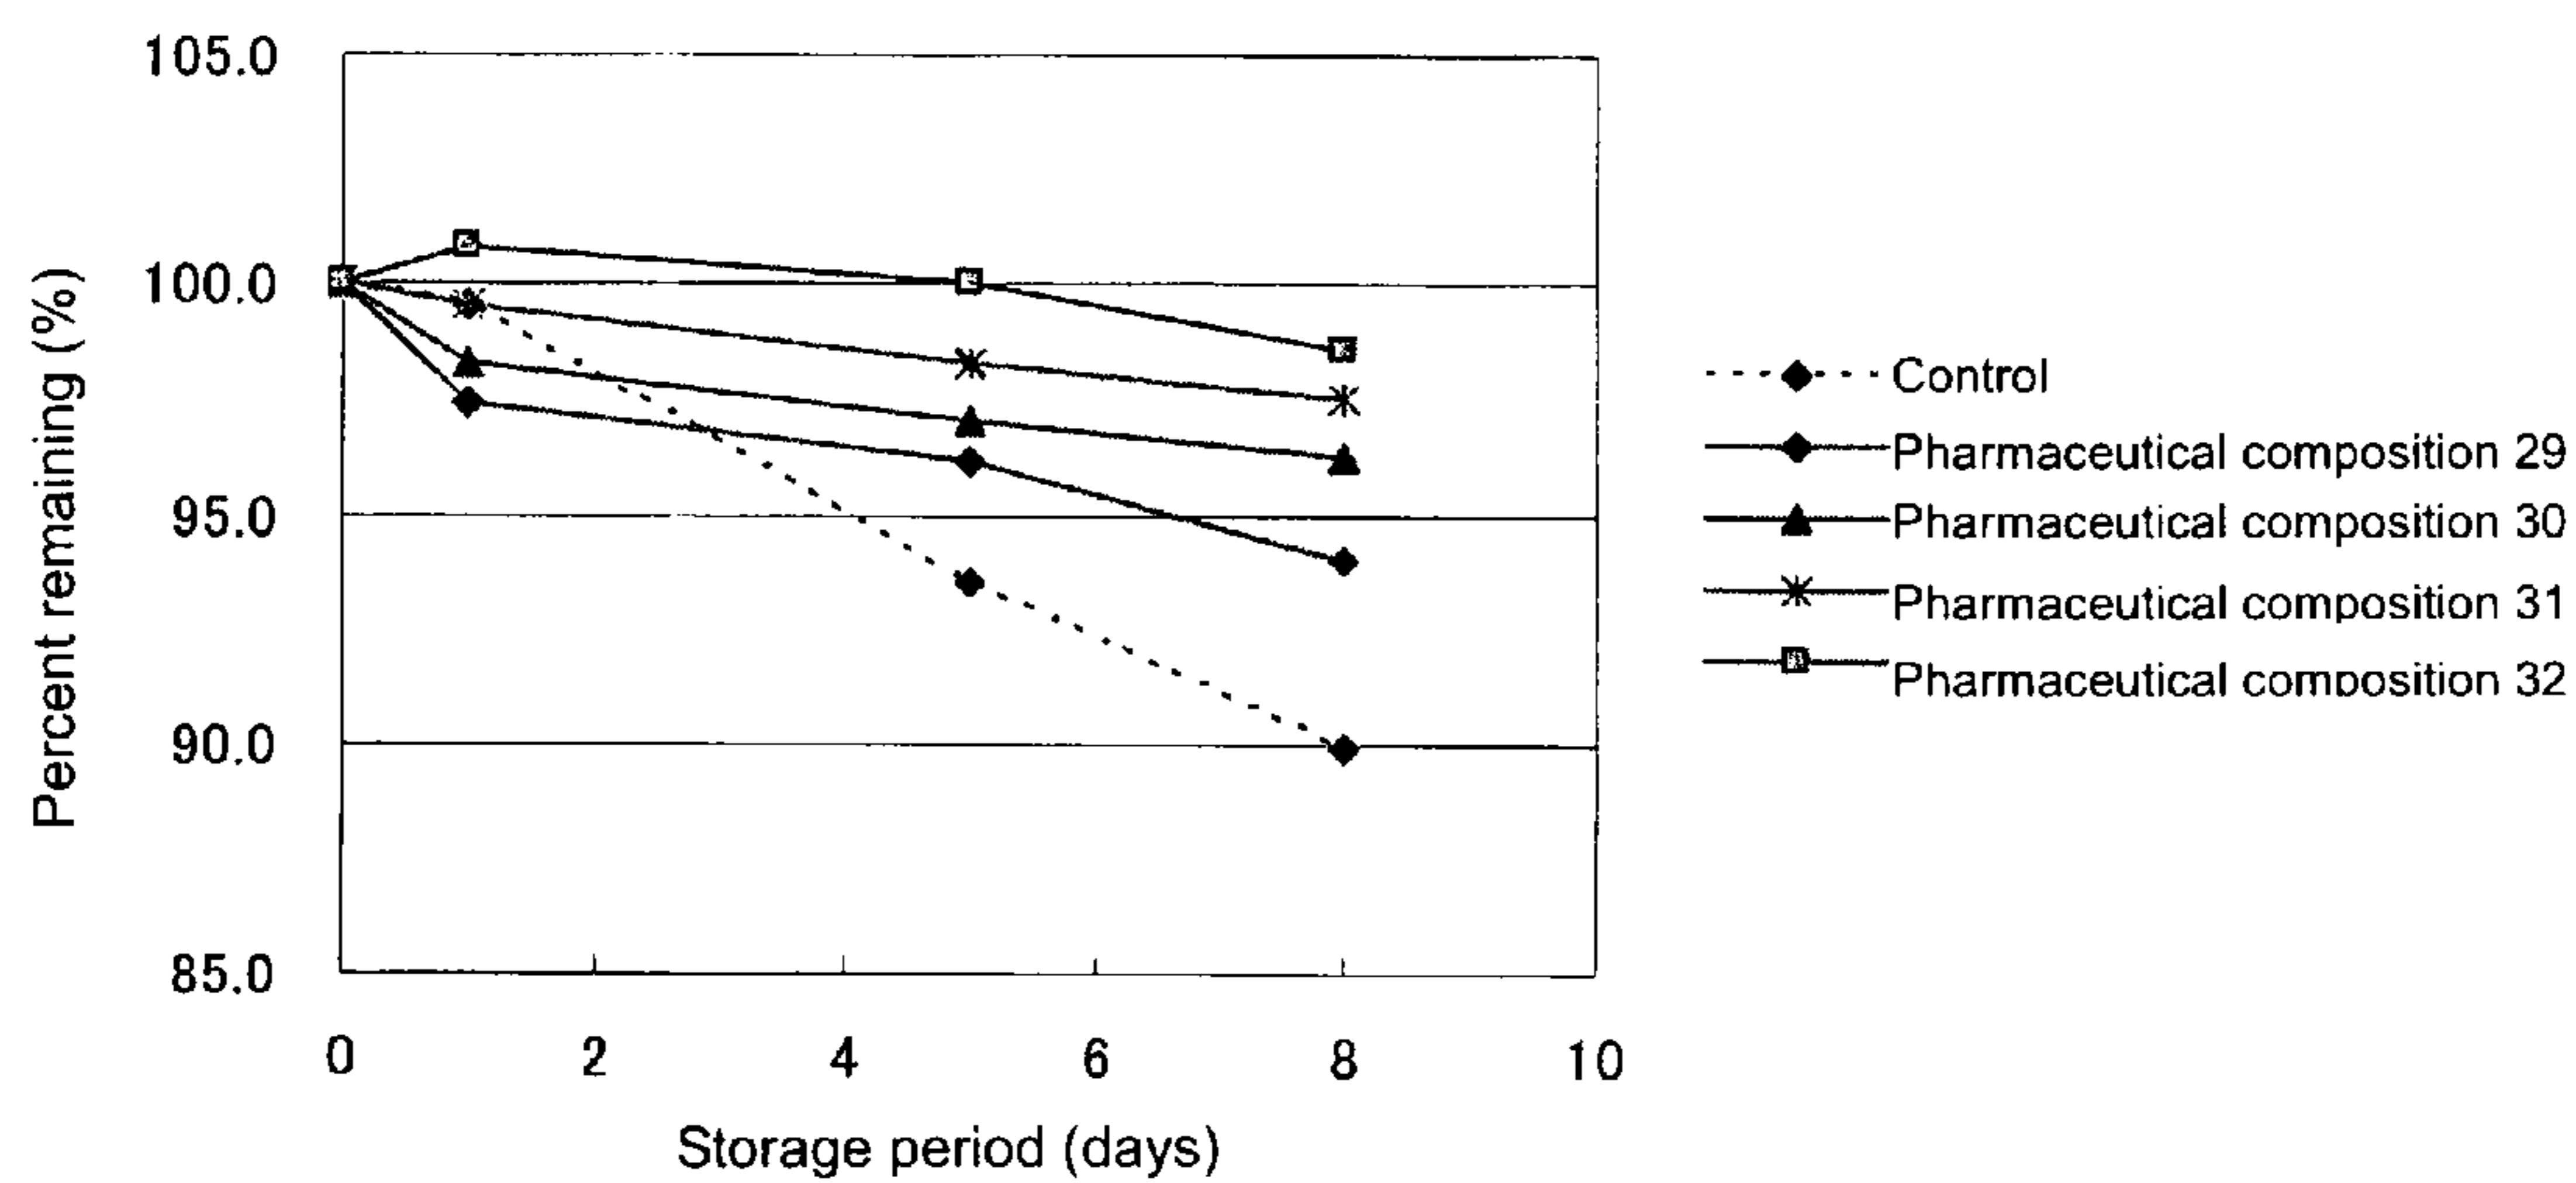 105.0
100.0
95.0
90.0
85.0
Percent remaining (%)
0 2 4 6 8 10
Storage period (days)
Control
Pharmaceutical composition 29
Pharmaceutical composition 30
Pharmaceutical composition 31
Pharmaceutical composition 32